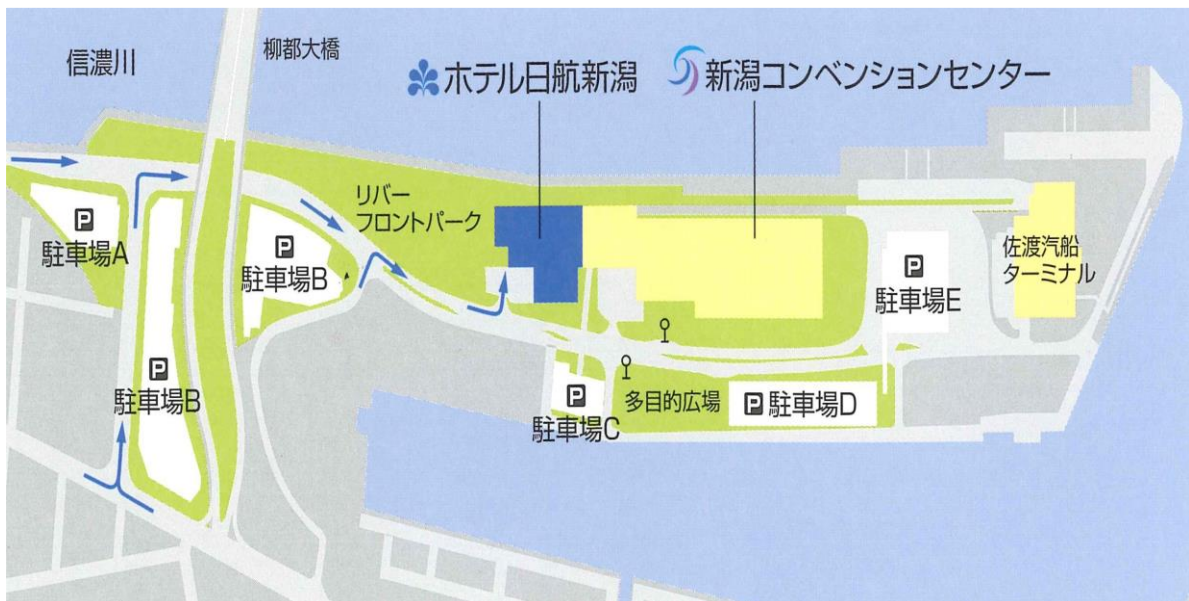 信濃川
柳都大橋
ホテル日航新潟
新潟コンベンションセンター
リバー
フロントパーク
P
駐車場A
P
駐車場B
P
駐車場B
P
駐車場C
多目的広場
P 駐車場D
P
駐車場E
佐渡汽船
ターミナル